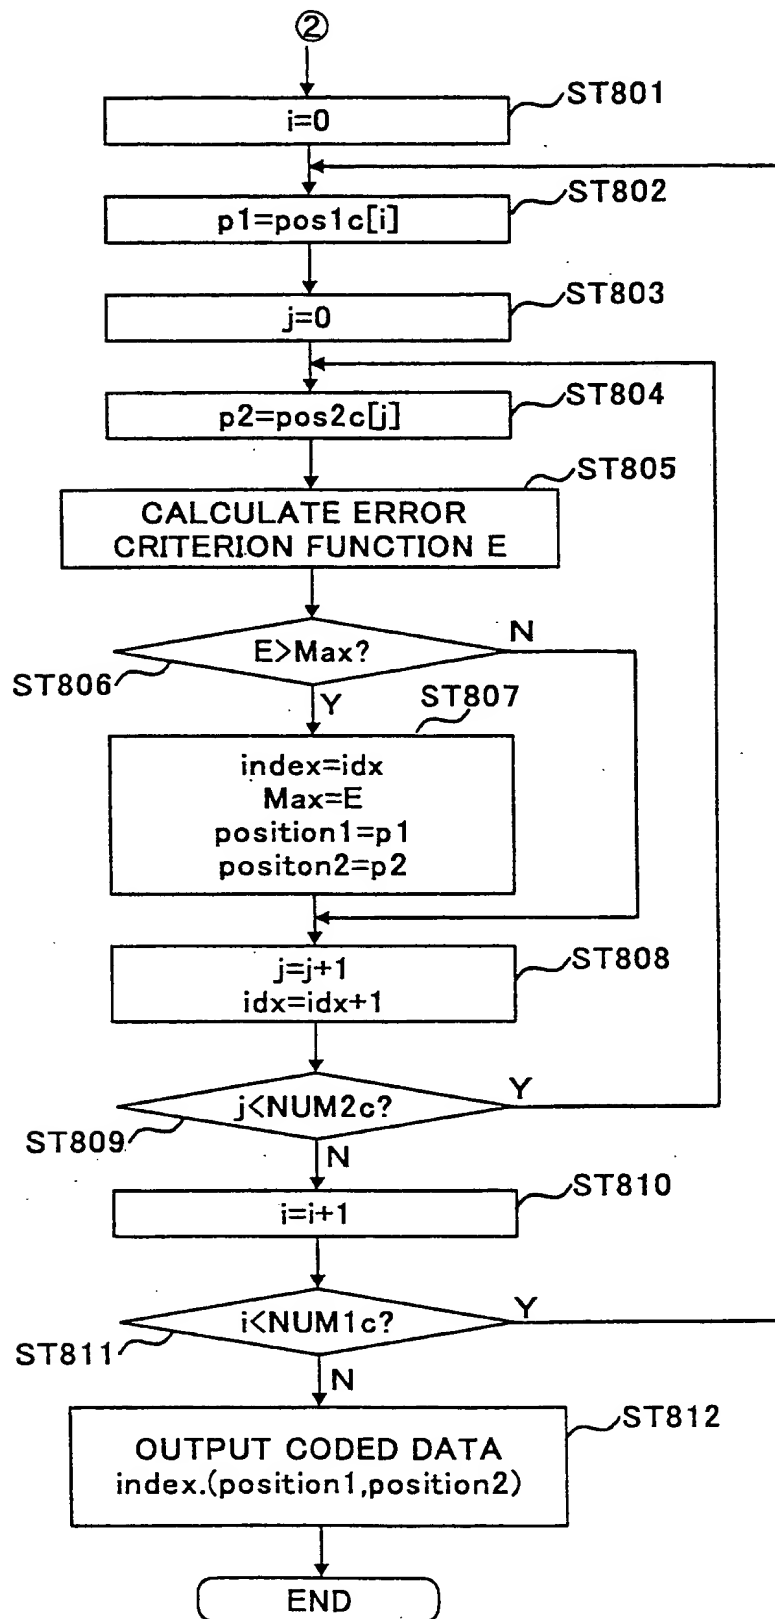 ②
ST801
i=0
ST802
p1=pos1c[i]
ST803
j=0
ST804
p2=pos2c[j]
ST805
CALCULATE ERROR
CRITERION FUNCTION E
N
E>Max?
ST806
Y
ST807
index=idx
Max=E
position1=p1
positon2=p2
ST808
j=j+1
idx=idx+1
Y
j<NUM2c?
ST809
N
ST810
i=i+1
Y
i<NUM1c?
ST811
N
ST812
OUTPUT CODED DATA
index.(position1,position2)
END